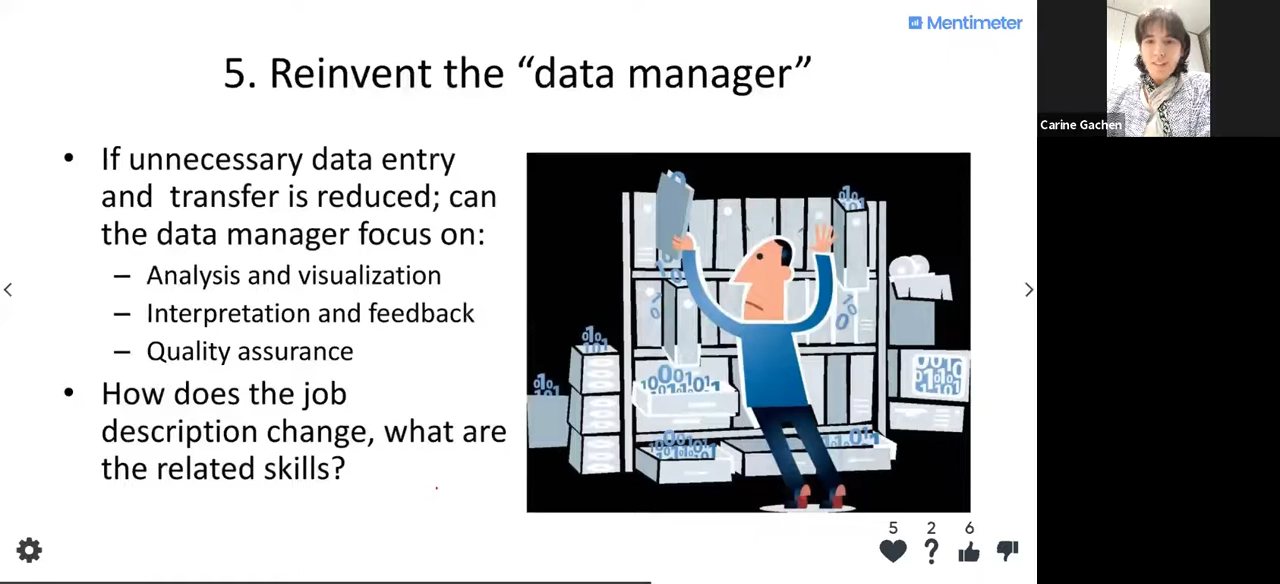 Mentimeter
5. Reinvent the “data manager”
• If unnecessary data entry
and  transfer is reduced; can
the data manager focus on:
– Analysis and visualization
– Interpretation and feedback
– Quality assurance
• How does the job
description change, what are
the related skills?
5 2 6
Carine Gachen